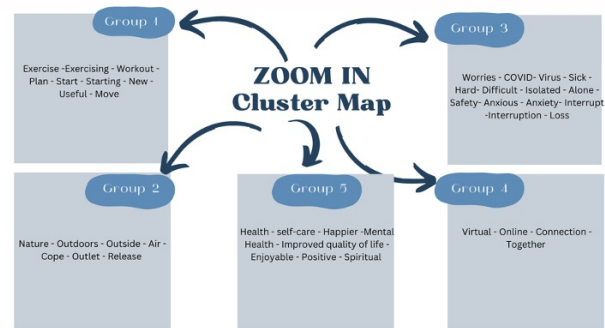 Group 1
Exercise -Exercising - Workout -
Plan - Start - Starting - New -
Useful - Move
ZOOM IN
Cluster Map
Group 3
Worries - COVID- Virus - Sick -
Hard- Difficult - Isolated - Alone -
Safety- Anxious - Anxiety- Interrupt
-Interruption - Loss
Group 2
Nature - Outdoors - Outside - Air -
Cope - Outlet - Release
Group 5
Health - self-care - Happier -Mental
Health - Improved quality of life -
Enjoyable - Positive - Spiritual
Group 4
Virtual - Online - Connection -
Together